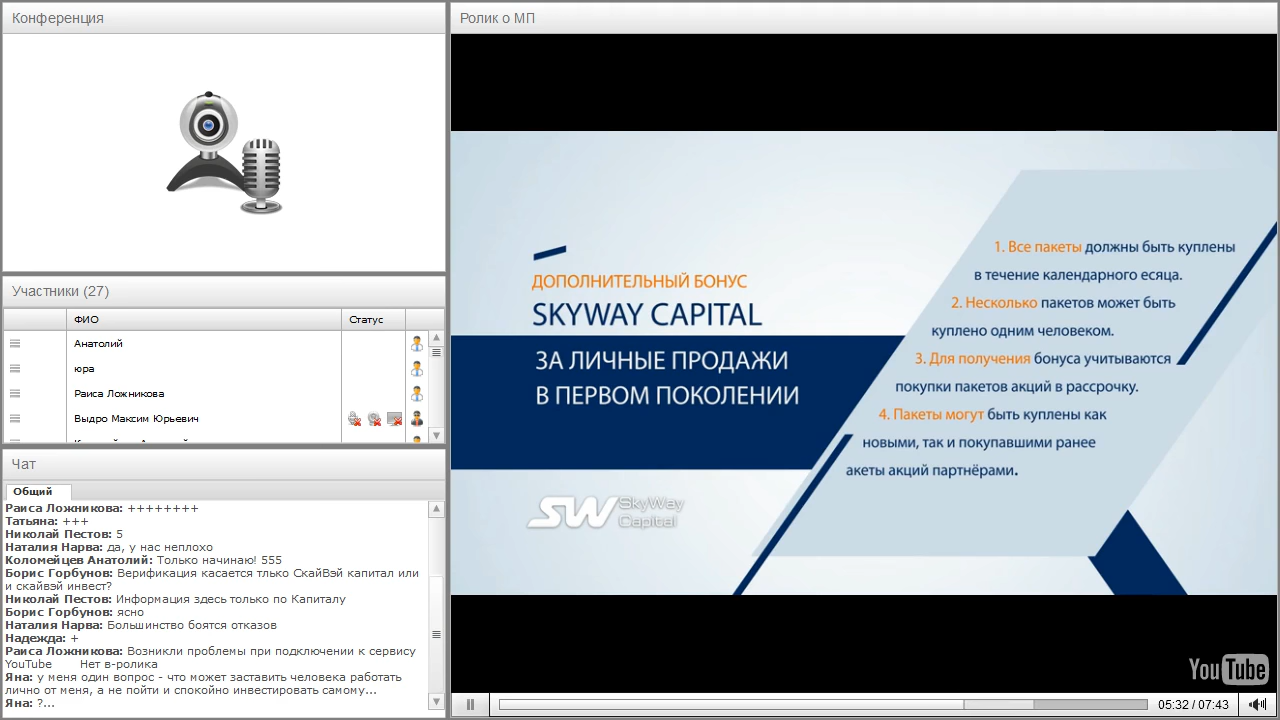 Конференция
Участники (27)
ФИО
Статус
Анатолий
юра
Раиса Ложникова
Выдро Максим Юрьевич
Чат
Общий
Раиса Ложникова: ++++++++
Татьяна: +++
Николай Пестов: 5
Наталия Нарва: да, у нас неплохо
Коломейцев Анатолий: Только начинаю! 555
Борис Горбунов: Верификация касается тлько СкайВэй капитал или
и скайвэй инвест?
Николай Пестов: Информация здесь только по Капиталу
Борис Горбунов: ясно
Наталия Нарва: Большинство боятся отказов
Надежда: +
Раиса Ложникова: Возникли проблемы при подключении к сервису
YouTube Нет в-ролика
Яна: у меня один вопрос - что может заставить человека работать
лично от меня, а не пойти и спокойно инвестировать самому...
Яна: ?...
Ролик о МП
ДОПОЛНИТЕЛЬНЫЙ БОНУС
SKYWAY CAPITAL
ЗА ЛИЧНЫЕ ПРОДАЖИ
В ПЕРВОМ ПОКОЛЕНИИ
SW SkyWay
Capital
1. Все пакеты должны быть куплены
в течение календарного есяца.
2. Несколько пакетов может быть
куплено одним человеком.
3. Для получения бонуса учитываются
покупки пакетов акций в рассрочку.
4. Пакеты могут быть куплены как
новыми, так и покупавшими ранее
акеты акций партнёрами.
YouTube
05:32 / 07:43